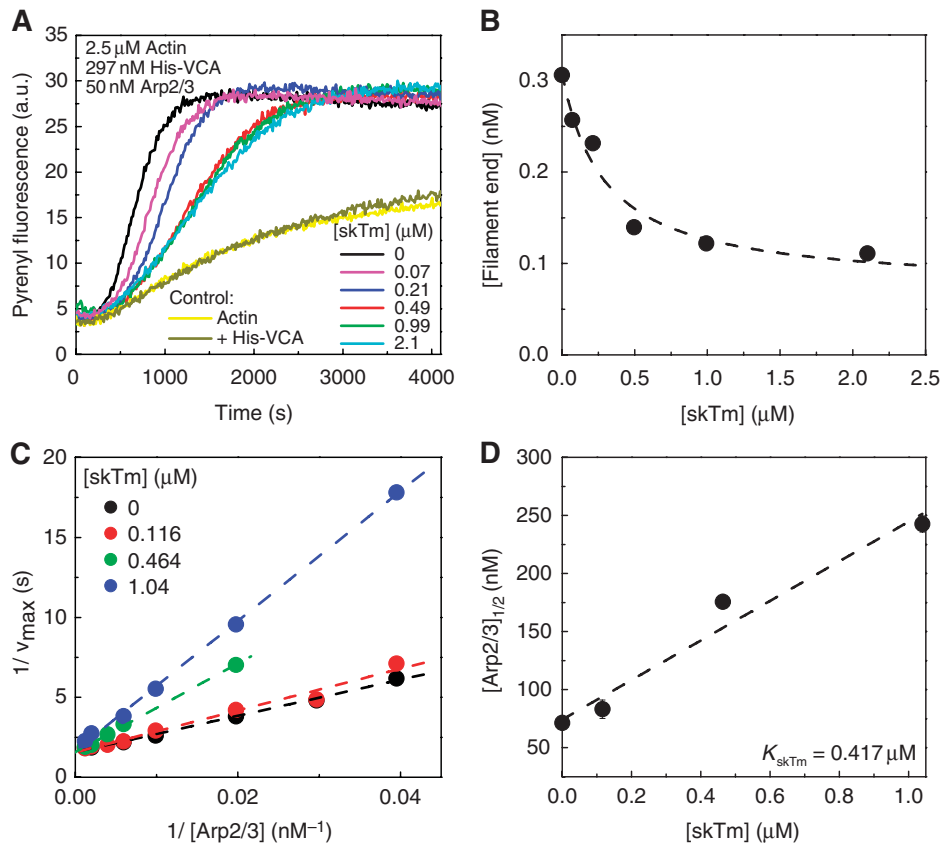 A
2.5 μM Actin
297 nM His-VCA
50 nM Arp2/3
Pyrenyl fluorescence (a.u.)
35
30
25
20
15
10
5
0
[skTm] (μM)
0
0.07
0.21
0.49
0.99
2.1
Control:
Actin
+ His-VCA
0 1000 2000 3000 4000
Time (s)
B
[Filament end] (nM)
0.3
0.2
0.1
0.0
0.0 0.5 1.0 1.5 2.0 2.5
[skTm] (μM)
C
1/ vmax (s)
20
15
10
5
0
[skTm] (μM)
0
0.116
0.464
1.04
0.00 0.02 0.04
1/ [Arp2/3] (nM⁻¹)
D
[Arp2/3]1/2 (nM)
300
250
200
150
100
50
0
KskTm = 0.417 μM
0.0 0.2 0.4 0.6 0.8 1.0
[skTm] (μM)